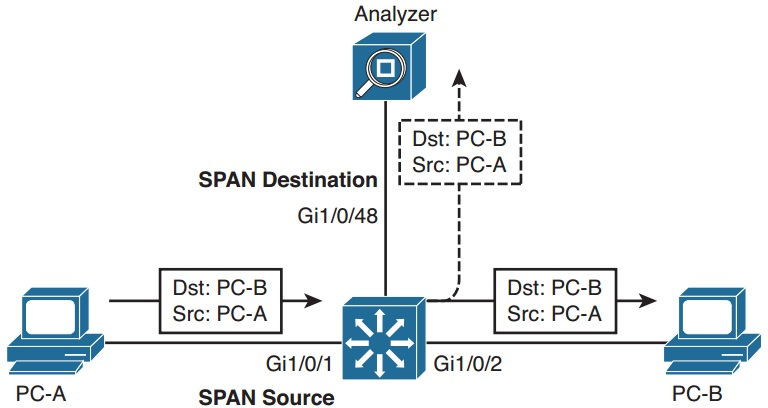 Analyzer
Dst: PC-B
Src: PC-A
SPAN Destination
Gi1/0/48
Dst: PC-B
Src: PC-A
Dst: PC-B
Src: PC-A
Gi1/0/1
Gi1/0/2
PC-A
SPAN Source
PC-B